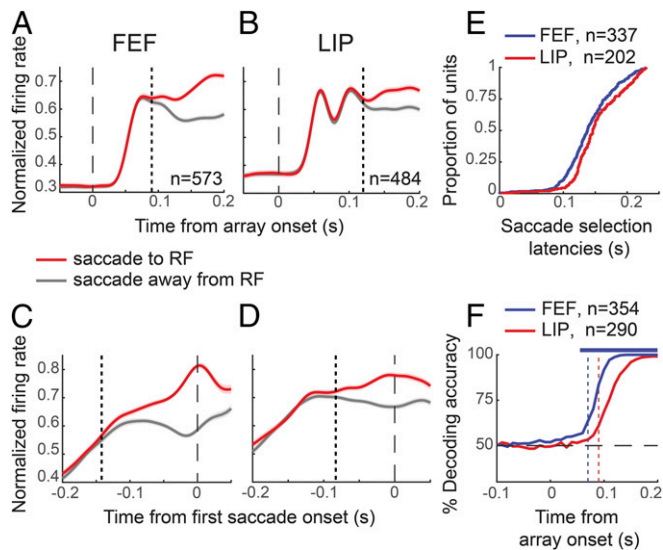 A
FEF
Normalized firing rate
0.7
0.6
0.5
0.4
0.3
0
0.1
0.2
n=573
B
LIP
0
0.1
0.2
n=484
Time from array onset (s)
saccade to RF
saccade away from RF
C
Normalized firing rate
0.8
0.7
0.6
0.5
0.4
-0.2
-0.1
0
D
-0.2
-0.1
0
Time from first saccade onset (s)
E
FEF, n=337
LIP, n=202
Proportion of units
1
0.75
0.5
0.25
0
0
0.1
0.2
Saccade selection
latencies (s)
F
FEF, n=354
LIP, n=290
% Decoding accuracy
100
50
0
-0.1
0
0.1
0.2
Time from
array onset (s)